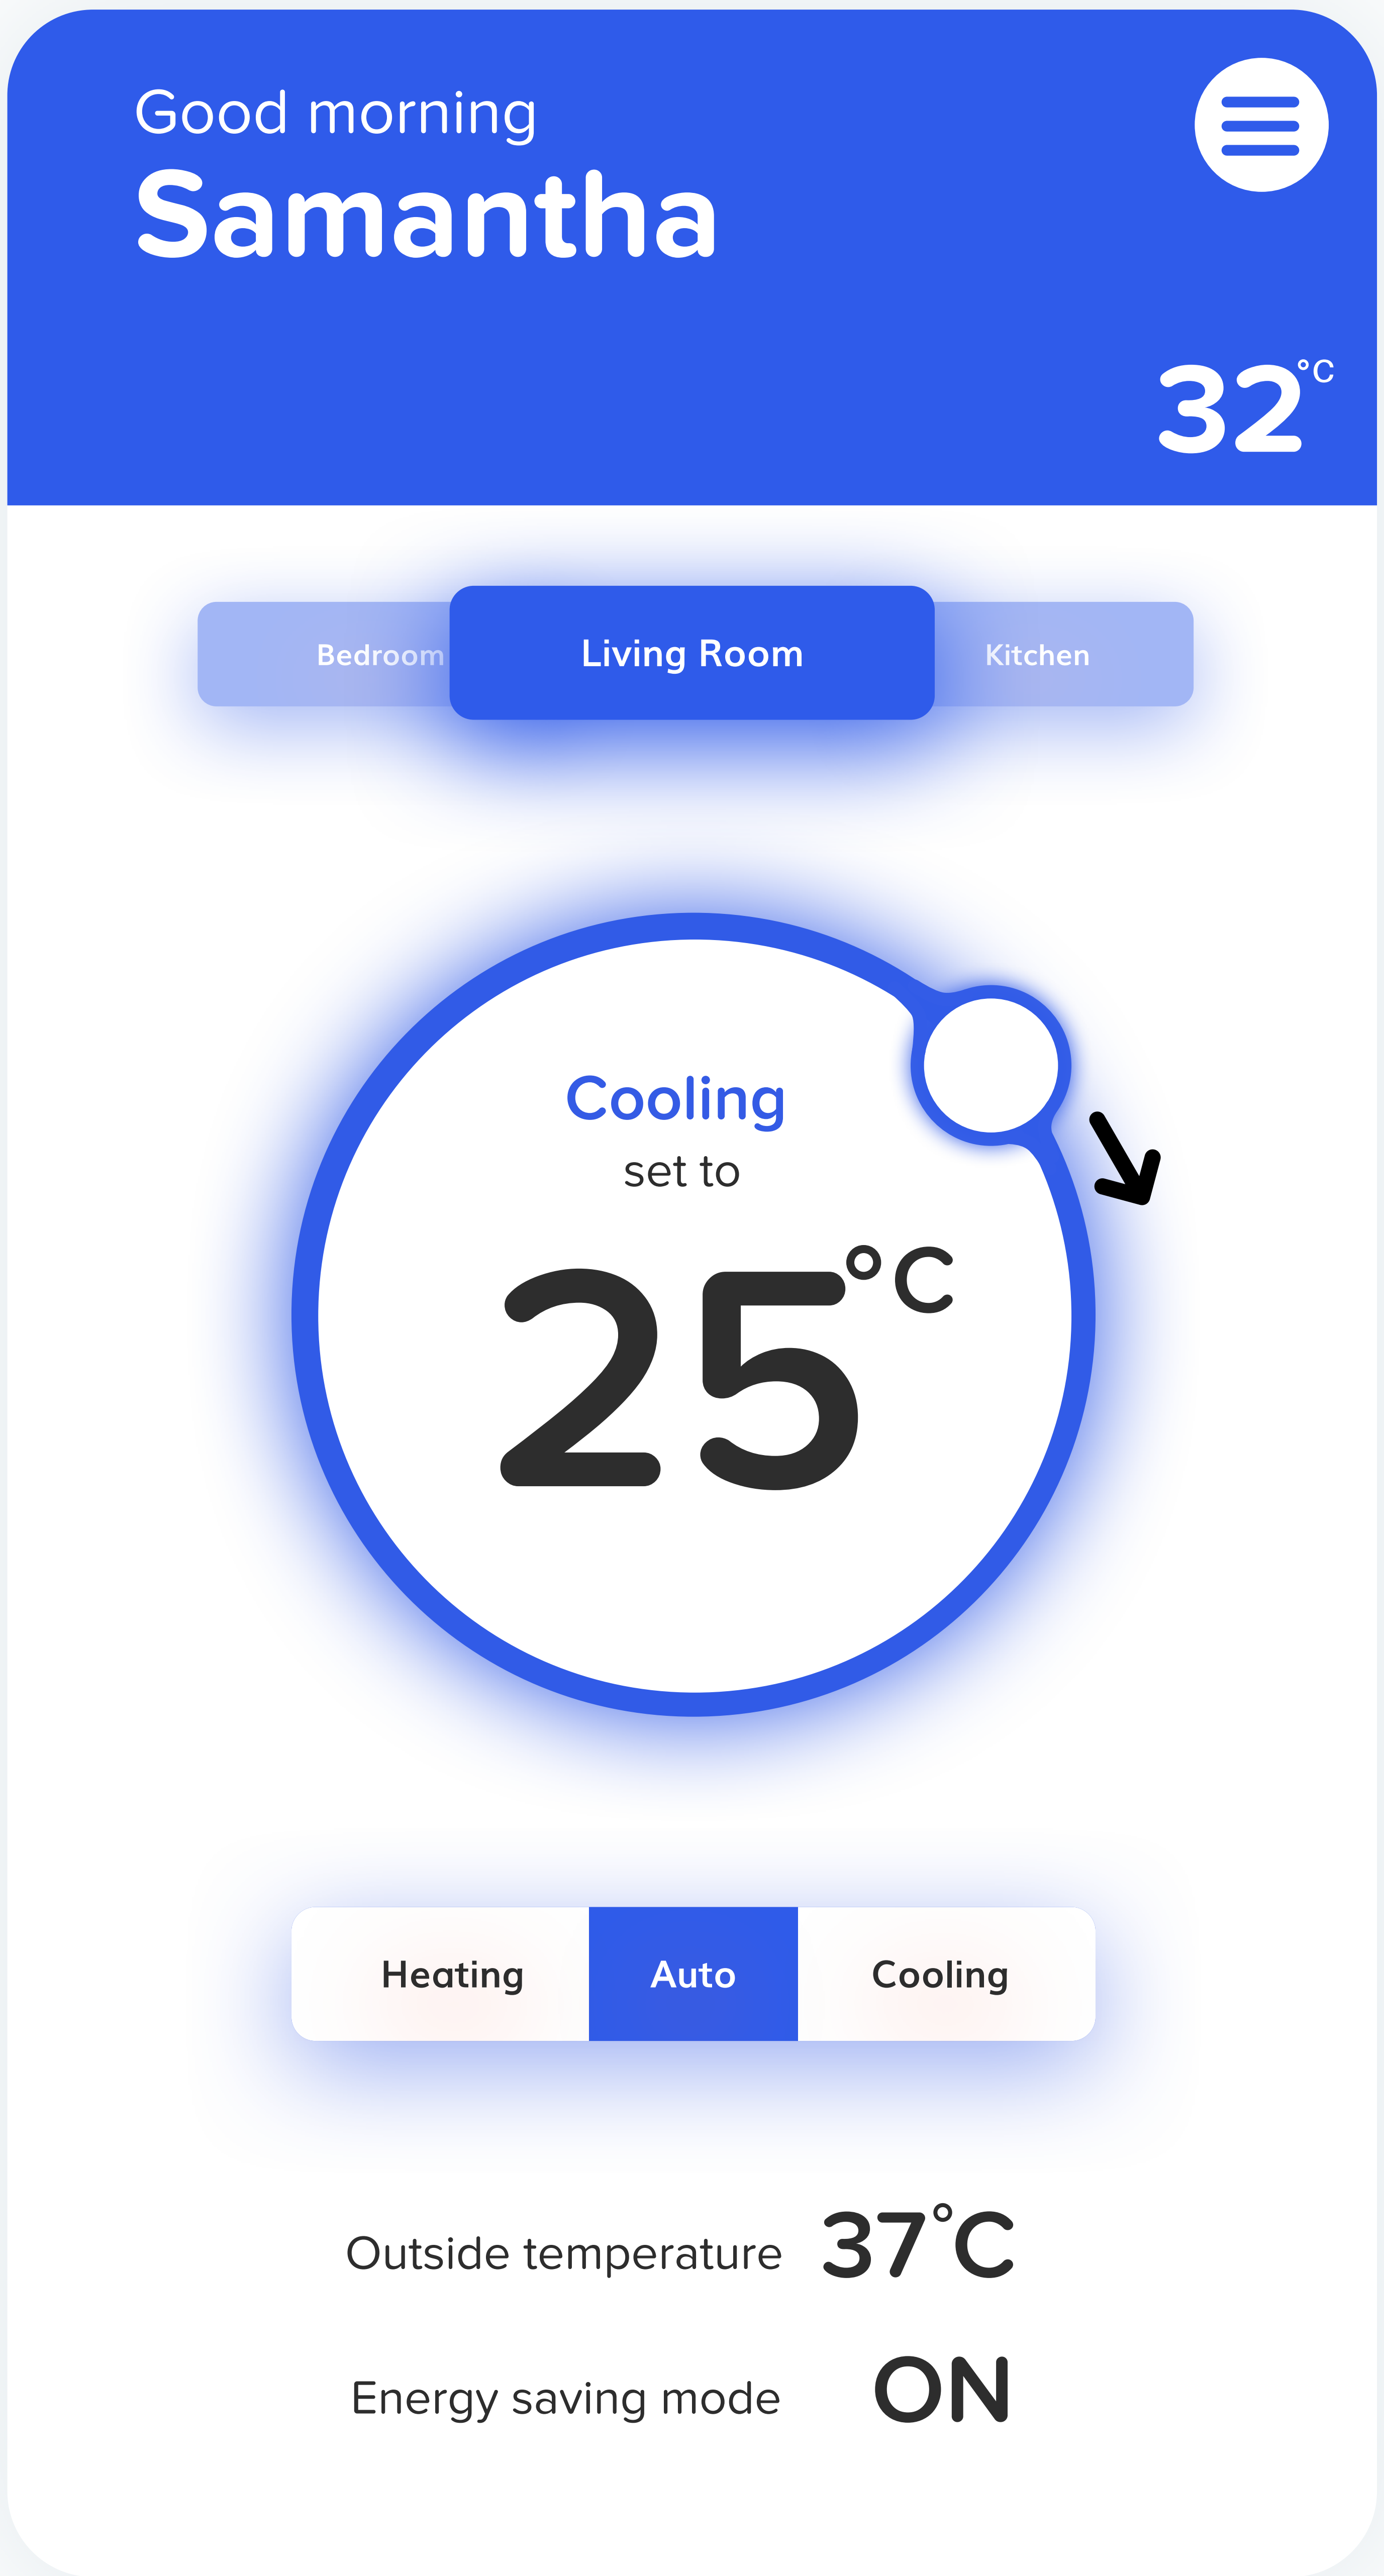 Good morning
Samantha
32°C
Bedroom Living Room Kitchen
Cooling
set to
25°C
Heating Auto Cooling
Outside temperature 37°C
Energy saving mode ON